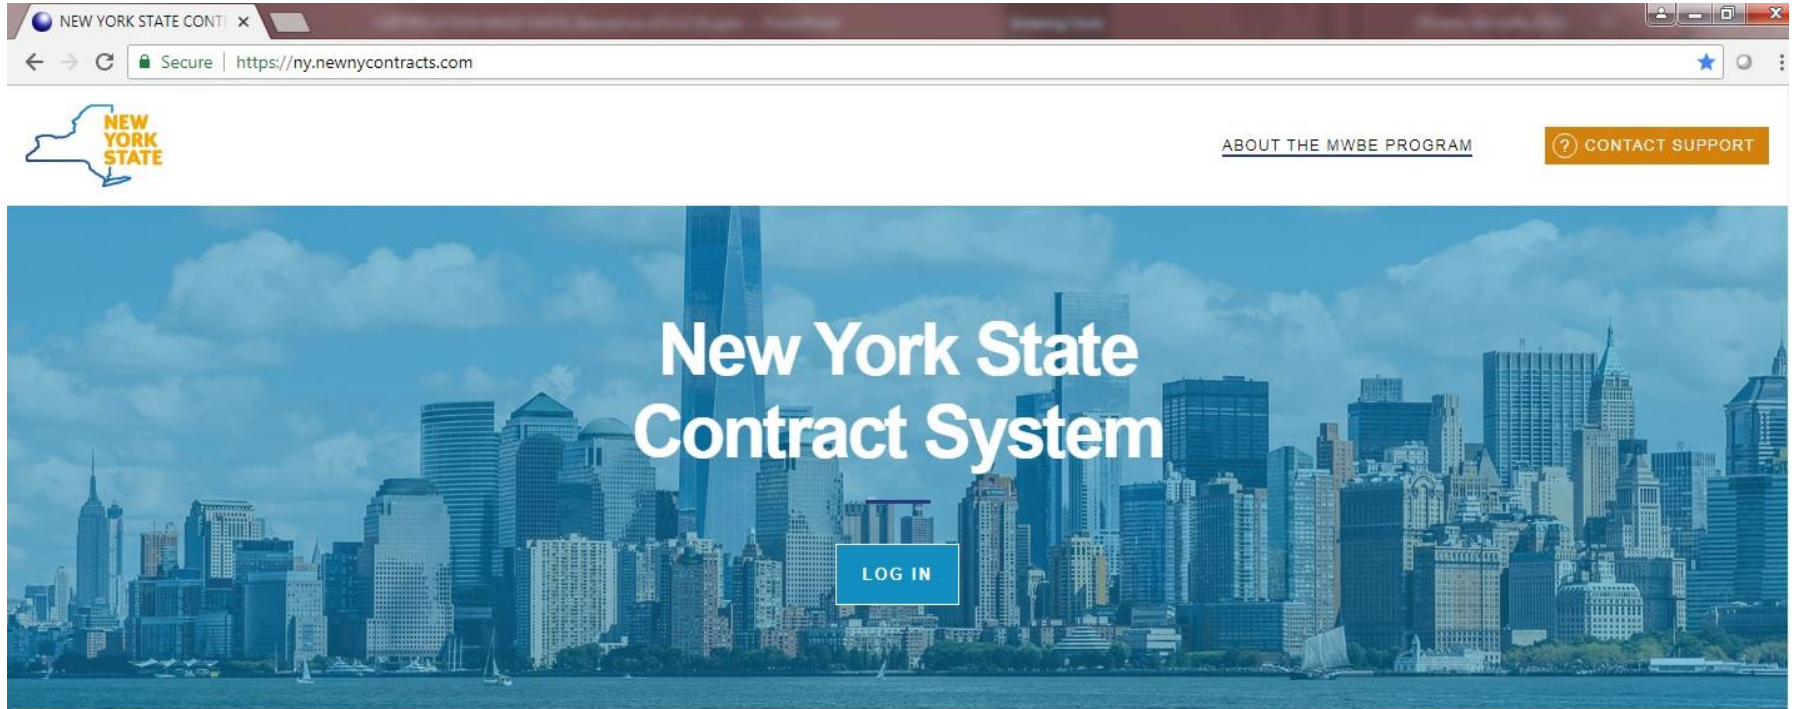 NEW YORK STATE CONT
Secure | https://ny.newnycontracts.com
NEW
YORK
STATE
ABOUT THE MWBE PROGRAM
? CONTACT SUPPORT
New York State
Contract System
LOG IN